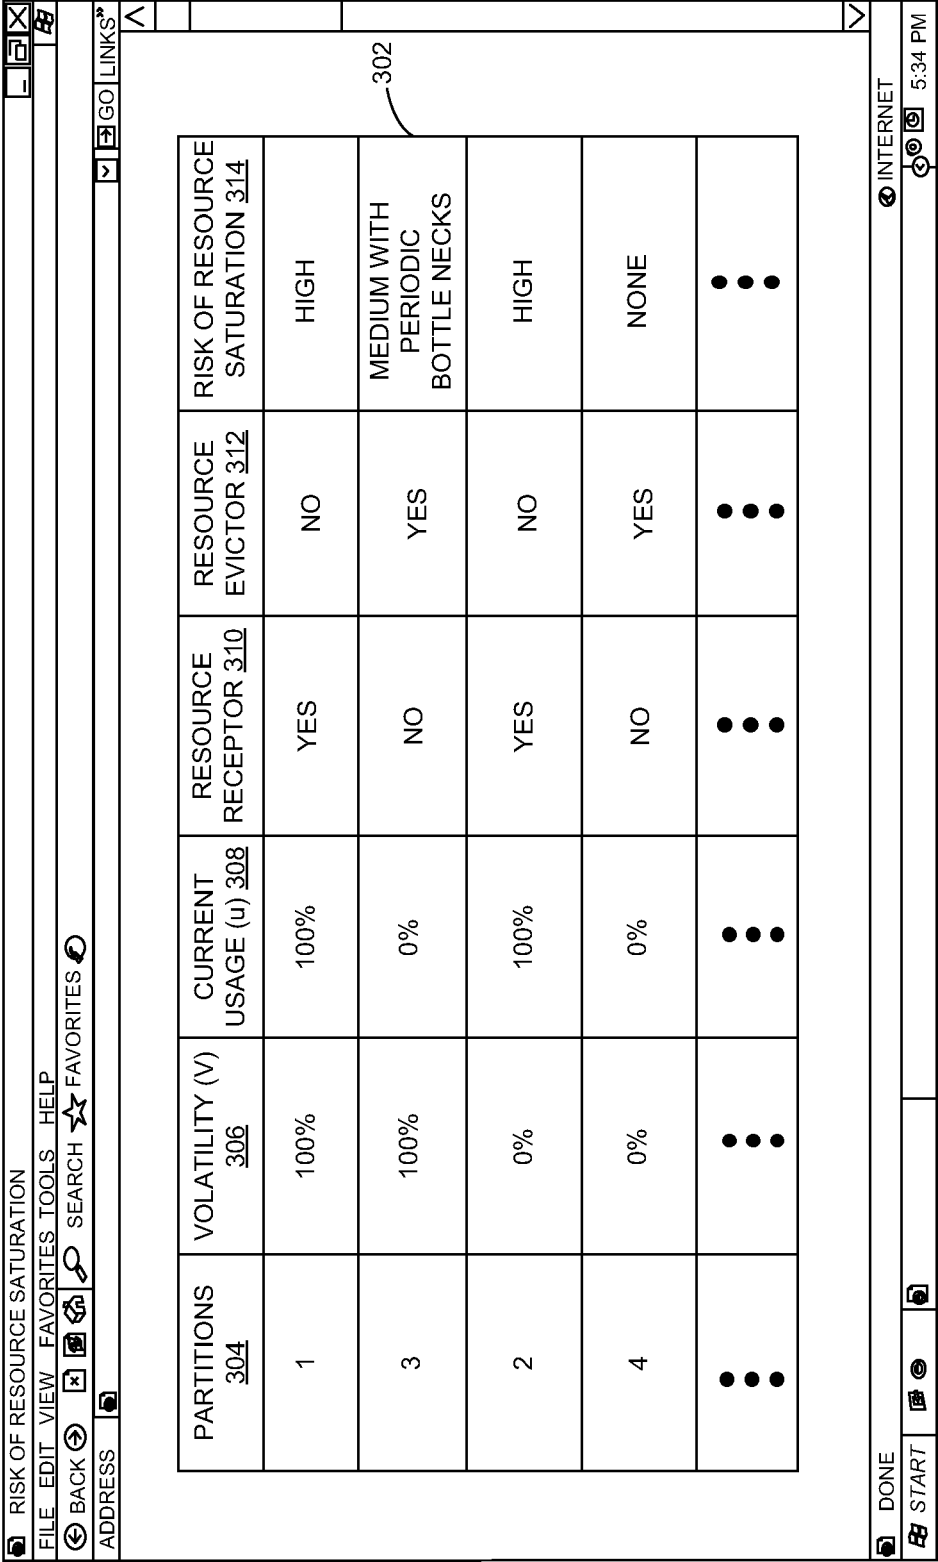 RISK OF RESOURCE SATURATION
FILE EDIT VIEW FAVORITES TOOLS HELP
BACK SEARCH FAVORITES
ADDRESS GO LINKS»
PARTITIONS
304
VOLATILITY (V)
306
CURRENT
USAGE (u) 308
RESOURCE
RECEPTOR 310
RESOURCE
EVICTOR 312
RISK OF RESOURCE
SATURATION 314
1 100% 100% YES NO HIGH
3 100% 0% NO YES MEDIUM WITH
PERIODIC
BOTTLE NECKS
2 0% 100% YES NO HIGH
4 0% 0% NO YES NONE
302
DONE INTERNET
START 5:34 PM